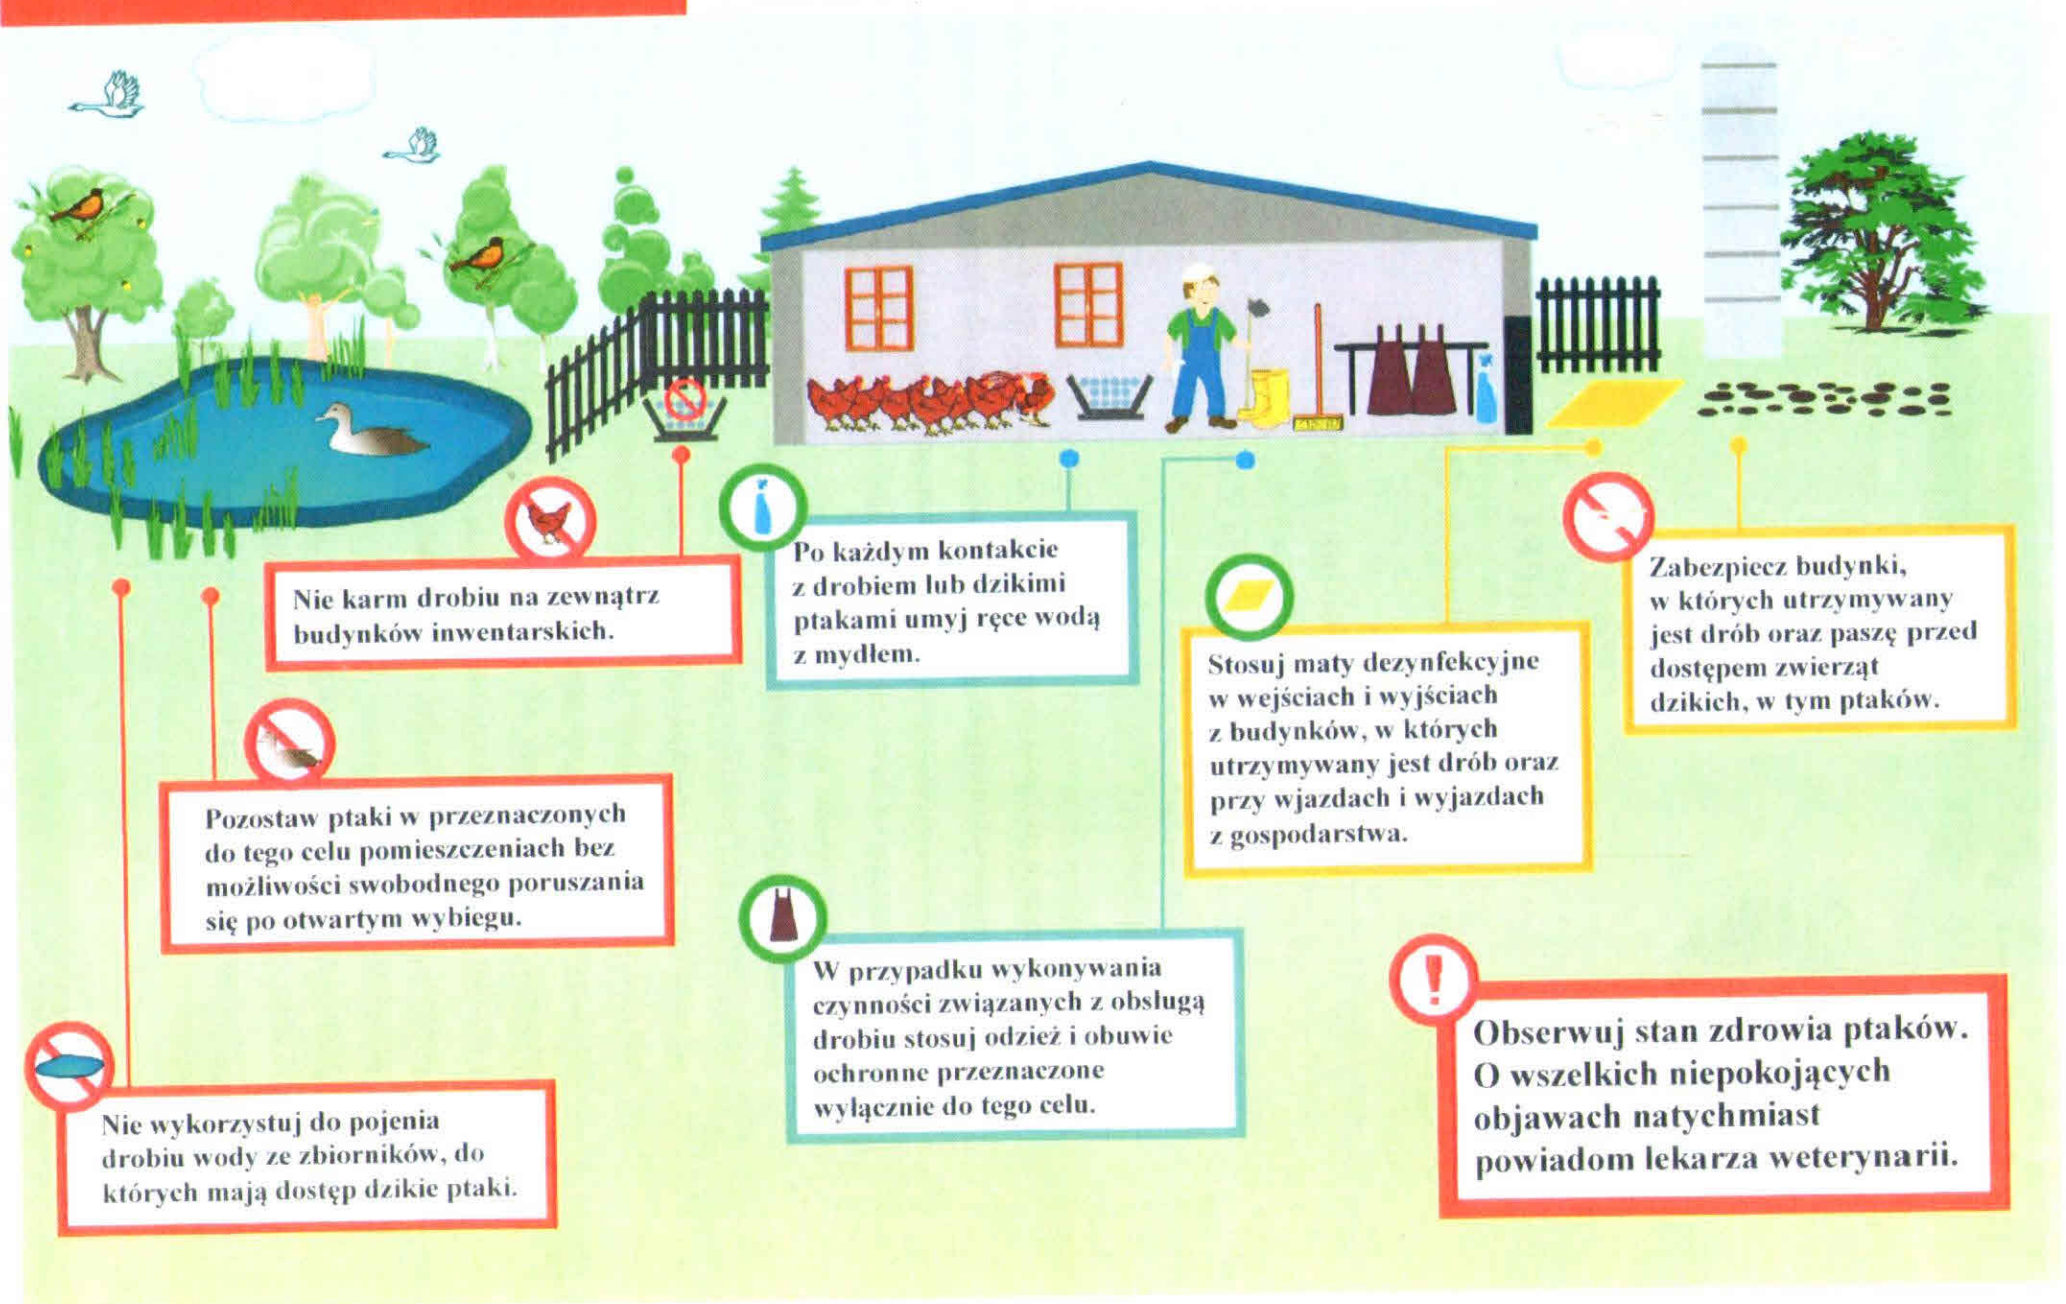 Nie karm drobiu na zewnątrz
budynków inwentarskich.
Po każdym kontakcie
z drobiem lub dzikimi
ptakami umyj ręce wodą
z mydłem.
Stosuj maty dezynfekcyjne
w wejściach i wyjściach
z budynków, w których
utrzymywany jest drób oraz
przy wjazdach i wyjazdach
z gospodarstwa.
Zabezpiecz budynki,
w których utrzymywany
jest drób oraz paszę przed
dostępem zwierząt
dzikich, w tym ptaków.
Pozostaw ptaki w przeznaczonych
do tego celu pomieszczeniach bez
możliwości swobodnego poruszania
się po otwartym wybiegu.
W przypadku wykonywania
czynności związanych z obsługą
drobiu stosuj odzież i obuwie
ochronne przeznaczone
wyłącznie do tego celu.
Nie wykorzystuj do pojenia
drobiu wody ze zbiorników, do
których mają dostęp dzikie ptaki.
Obserwuj stan zdrowia ptaków.
O wszelkich niepokojących
objawach natychmiast
powiadom lekarza weterynarii.